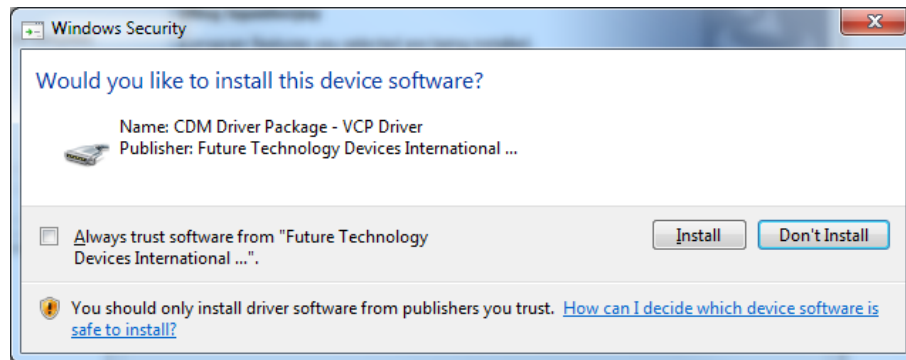 Windows Security
Would you like to install this device software?
Name: CDM Driver Package - VCP Driver
Publisher: Future Technology Devices International ...
Always trust software from "Future Technology
Devices International ...".
Install
Don't Install
You should only install driver software from publishers you trust. How can I decide which device software is
safe to install?